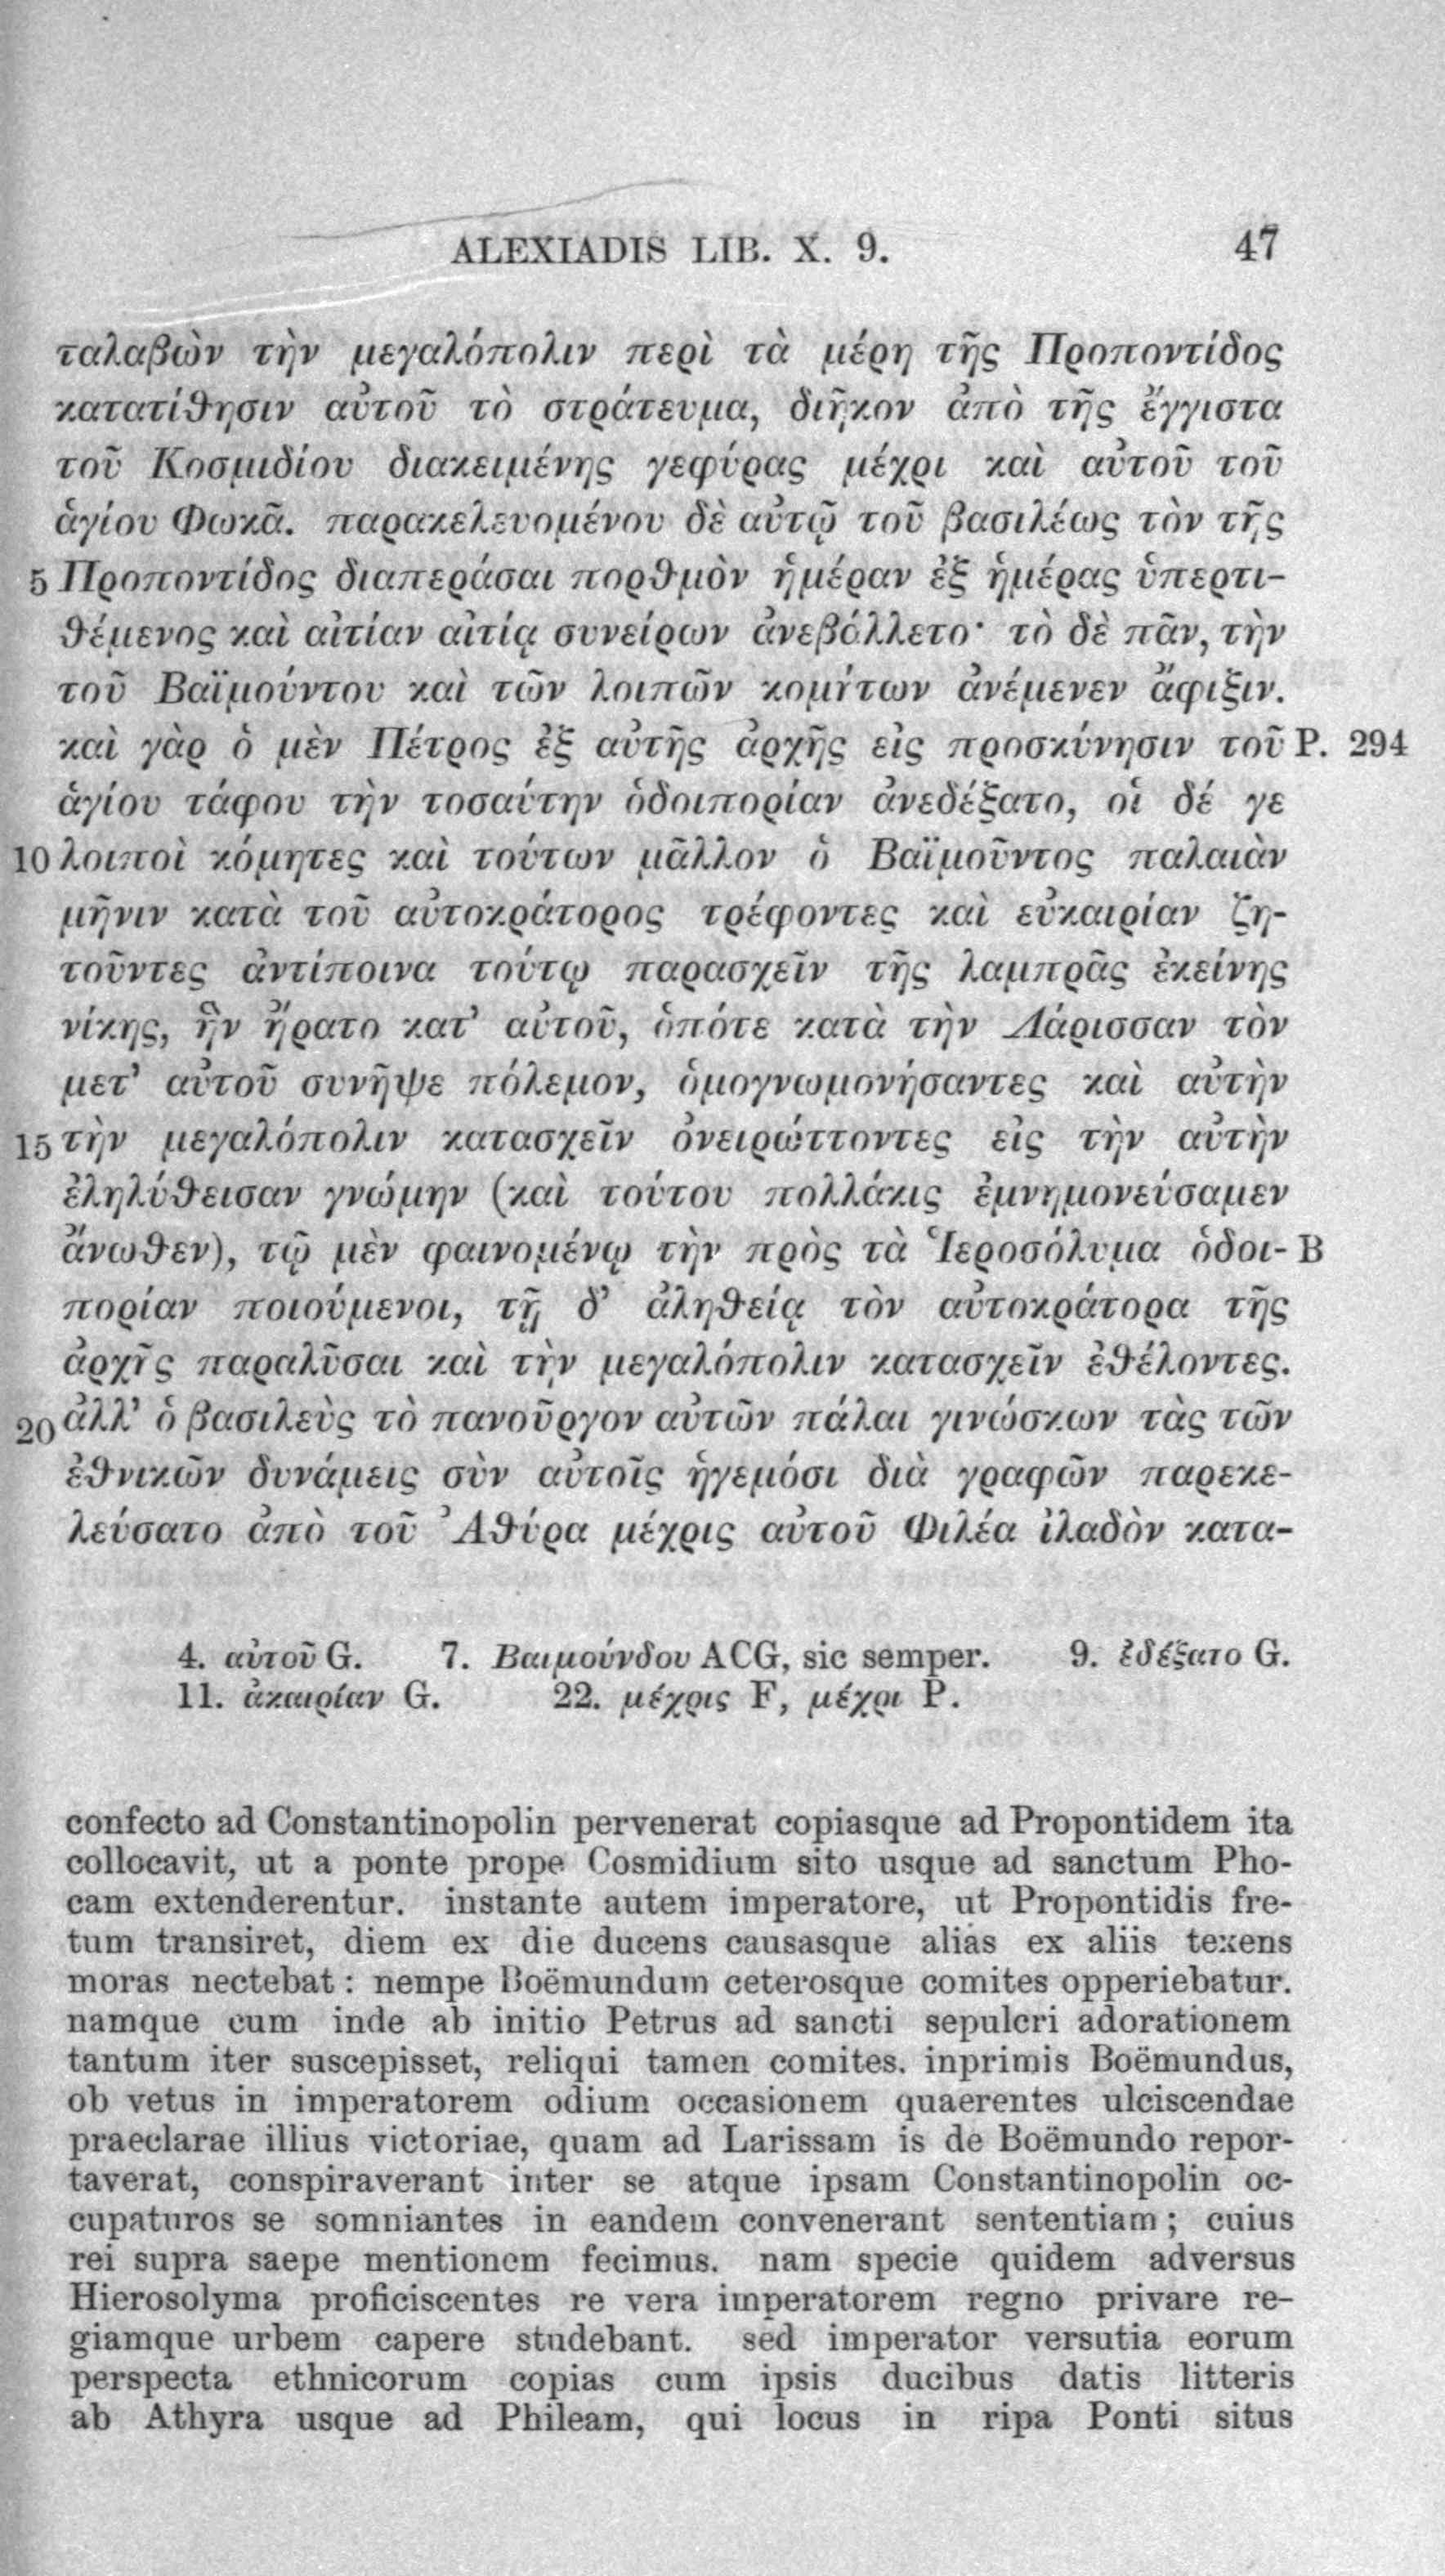 ALEXIADIS LIB. X. 9. 47
ταλαβὼν τὴν μεγαλόπολιν περὶ τὰ μέρη τῆς Προποντίδος
κατατίθησιν αὐτοῦ τὸ στράτευμα, διῆκον ἀπὸ τῆς ἔγγιστα
τοῦ Κοσμιδίου διακειμένης γεφύρας μέχρι καὶ αὐτοῦ τοῦ
ἁγίου Φωκᾶ. παρακελευομένου δὲ αὐτῷ τοῦ βασιλέως τὸν τῆς
5 Προποντίδος διαπεράσαι πορθμὸν ἡμέραν ἐξ ἡμέρας ὑπερτι-
θέμενος καὶ αἰτίαν αἰτίᾳ συνείρων ἀνεβάλλετο· τὸ δὲ πᾶν, τὴν
τοῦ Βαϊμούντου καὶ τῶν λοιπῶν κομήτων ἀνέμενεν ἄφιξιν.
καὶ γὰρ ὁ μὲν Πέτρος ἐξ αὐτῆς ἀρχῆς εἰς προσκύνησιν τοῦ P. 294
ἁγίου τάφου τὴν τοσαύτην ὁδοιπορίαν ἀνεδέξατο, οἱ δέ γε
10 λοιποὶ κόμητες καὶ τούτων μᾶλλον ὁ Βαϊμοῦντος παλαιὰν
μῆνιν κατὰ τοῦ αὐτοκράτορος τρέφοντες καὶ εὐκαιρίαν ζη-
τοῦντες ἀντίποινα τούτῳ παρασχεῖν τῆς λαμπρᾶς ἐκείνης
νίκης, ἣν ἤρατο κατ’ αὐτοῦ, ὁπότε κατὰ τὴν Λάρισσαν τὸν
μετ’ αὐτοῦ συνῆψε πόλεμον, ὁμογνωμονήσαντες καὶ αὐτὴν
15 τὴν μεγαλόπολιν κατασχεῖν ὀνειρώττοντες εἰς τὴν αὐτὴν
ἐληλύθεισαν γνώμην (καὶ τούτου πολλάκις ἐμνημονεύσαμεν
ἄνωθεν), τῷ μὲν φαινομένῳ τὴν πρὸς τὰ Ἱεροσόλυμα ὁδοι- B
πορίαν ποιούμενοι, τῇ δ’ ἀληθείᾳ τὸν αὐτοκράτορα τῆς
ἀρχῆς παραλῦσαι καὶ τὴν μεγαλόπολιν κατασχεῖν ἐθέλοντες.
20 ἀλλ’ ὁ βασιλεὺς τὸ πανοῦργον αὐτῶν πάλαι γινώσκων τὰς τῶν
ἐθνικῶν δυνάμεις σὺν αὐτοῖς ἡγεμόσι διὰ γραφῶν παρεκε-
λεύσατο ἀπὸ τοῦ Ἀθύρα μέχρις αὐτοῦ Φιλέα ἰλαδὸν κατα-
4. αὐτοῦ G. 7. Βαιμούνδου ACG, sic semper. 9. ἐδέξατο G.
11. ἀκαιρίαν G. 22. μέχρις F, μέχρι P.
confecto ad Constantinopolin pervenerat copiasque ad Propontidem ita
collocavit, ut a ponte prope Cosmidium sito usque ad sanctum Pho-
cam extenderentur. instante autem imperatore, ut Propontidis fre-
tum transiret, diem ex die ducens causasque alias ex aliis texens
moras nectebat: nempe Boëmundum ceterosque comites opperiebatur.
namque cum inde ab initio Petrus ad sancti sepulcri adorationem
tantum iter suscepisset, reliqui tamen comites. inprimis Boëmundus,
ob vetus in imperatorem odium occasionem quaerentes ulciscendae
praeclarae illius victoriae, quam ad Larissam is de Boëmundo repor-
taverat, conspiraverant inter se atque ipsam Constantinopolin oc-
cupaturos se somniantes in eandem convenerant sententiam; cuius
rei supra saepe mentionem fecimus. nam specie quidem adversus
Hierosolyma proficiscentes re vera imperatorem regno privare re-
giamque urbem capere studebant. sed imperator versutia eorum
perspecta ethnicorum copias cum ipsis ducibus datis litteris
ab Athyra usque ad Phileam, qui locus in ripa Ponti situs